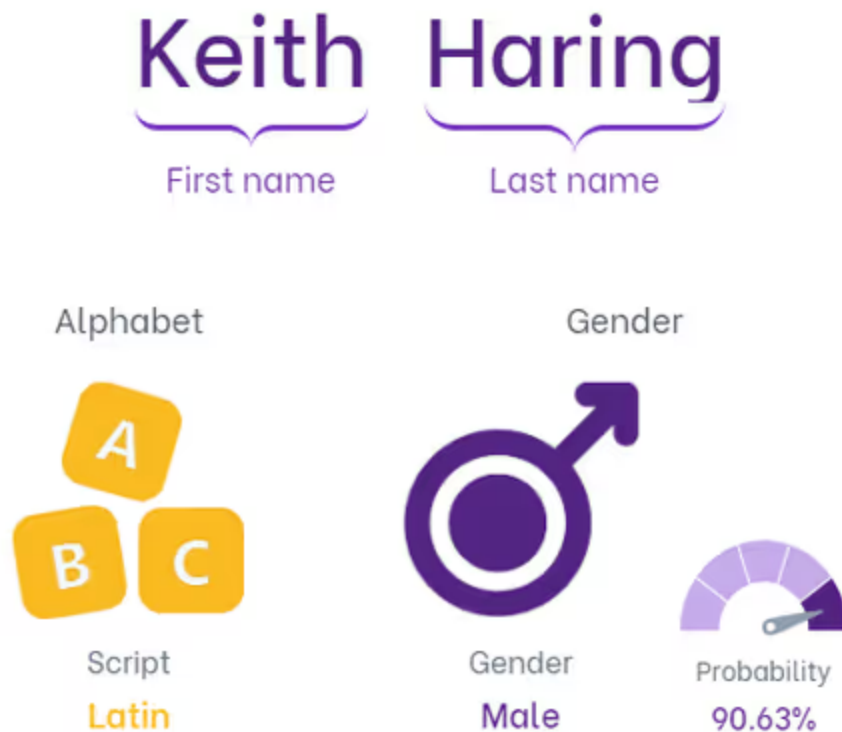 Keith Haring
First name Last name
Alphabet Gender
A
B C
Script Gender Probability
Latin Male 90.63%